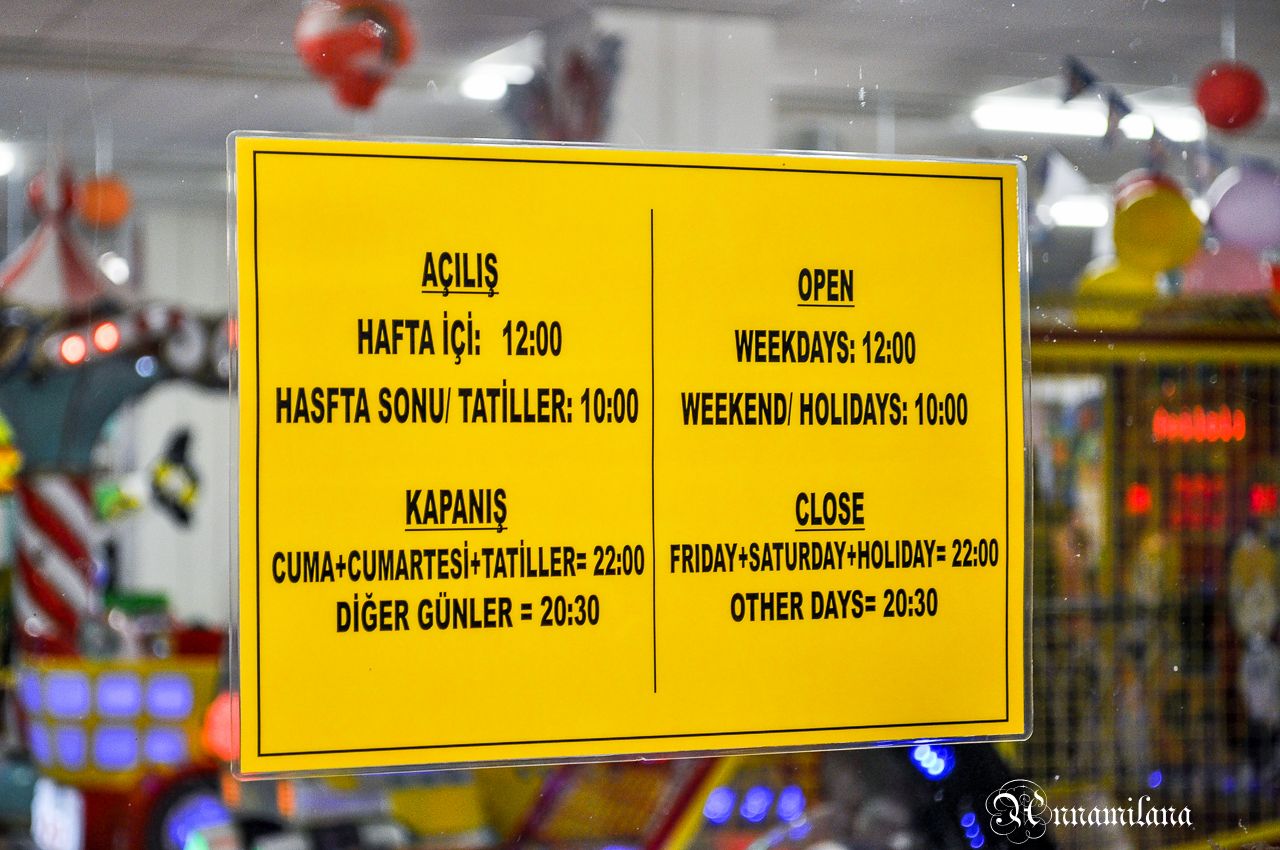 AÇILIŞ
HAFTA İÇİ: 12:00
HASFTA SONU/ TATİLLER: 10:00
KAPANIŞ
CUMA+CUMARTESİ+TATİLLER= 22:00
DİĞER GÜNLER = 20:30
OPEN
WEEKDAYS: 12:00
WEEKEND/ HOLIDAYS: 10:00
CLOSE
FRIDAY+SATURDAY+HOLIDAY= 22:00
OTHER DAYS= 20:30
Annamilana